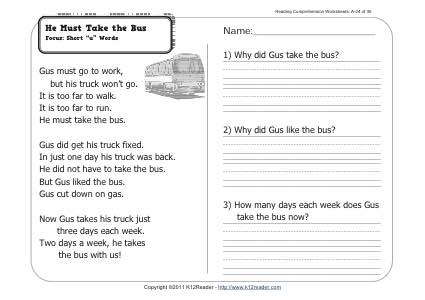 Reading Comprehension Worksheets: A-24 of 36
He Must Take the Bus
Focus: Short "u" Words
Gus must go to work,
but his truck won't go.
It is too far to walk.
It is too far to run.
He must take the bus.
Gus did get his truck fixed.
In just one day his truck was back.
He did not have to take the bus.
But Gus liked the bus.
Gus cut down on gas.
Now Gus takes his truck just
three days each week.
Two days a week, he takes
the bus with us!
Name:
1) Why did Gus take the bus?
2) Why did Gus like the bus?
3) How many days each week does Gus
take the bus now?
Copyright ©2011 K12Reader - http://www.k12reader.com